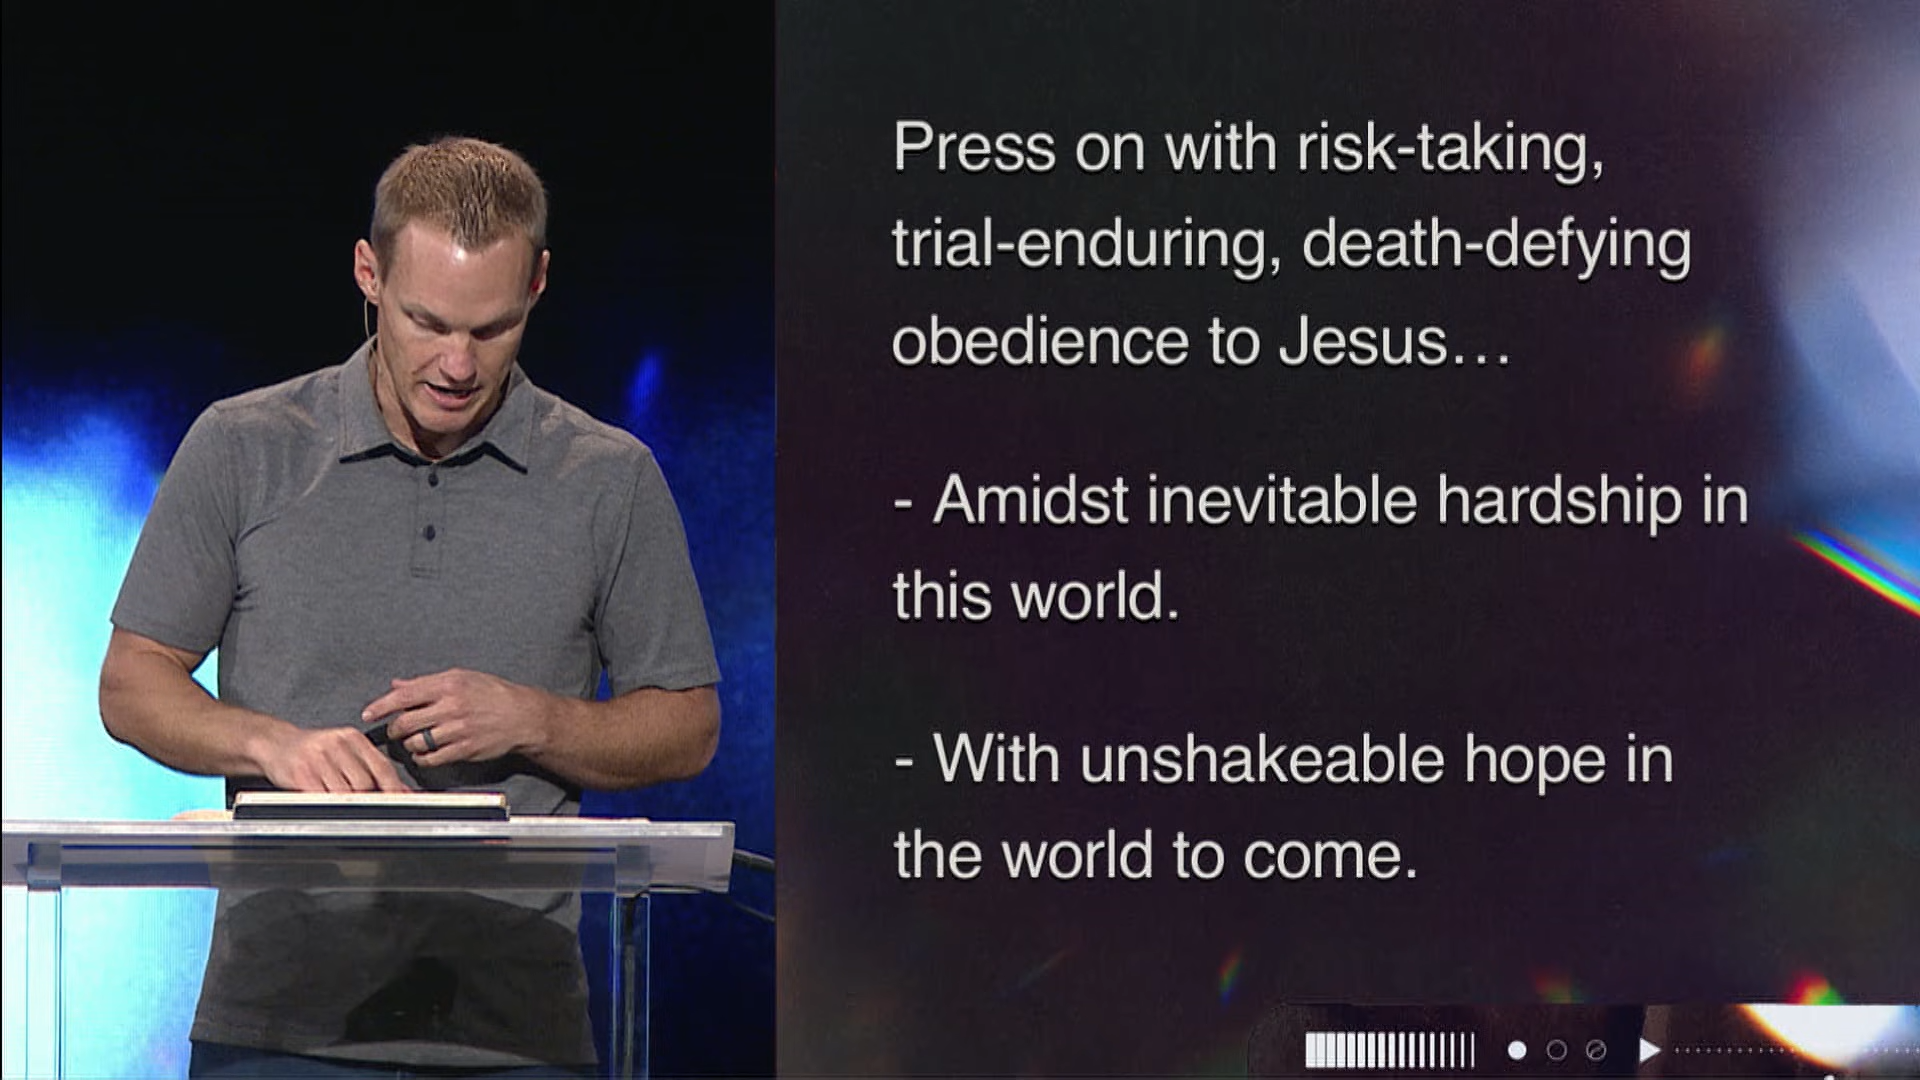 Press on with risk-taking,
trial-enduring, death-defying
obedience to Jesus…
- Amidst inevitable hardship in
this world.
- With unshakeable hope in
the world to come.